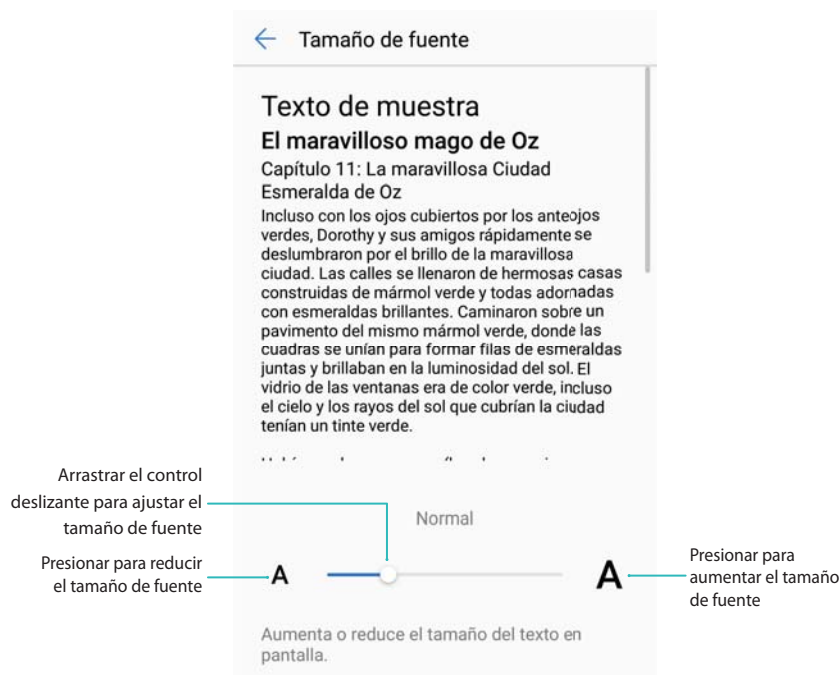 Tamaño de fuente
Texto de muestra
El maravilloso mago de Oz
Capítulo 11: La maravillosa Ciudad
Esmeralda de Oz
Incluso con los ojos cubiertos por los anteojos
verdes, Dorothy y sus amigos rápidamente se
deslumbraron por el brillo de la maravillosa
ciudad. Las calles se llenaron de hermosas casas
construidas de mármol verde y todas adornadas
con esmeraldas brillantes. Caminaron sobre un
pavimento del mismo mármol verde, donde las
cuadras se unían para formar filas de esmeraldas
juntas y brillaban en la luminosidad del sol. El
vidrio de las ventanas era de color verde, incluso
el cielo y los rayos del sol que cubrían la ciudad
tenían un tinte verde.
Arrastrar el control
deslizante para ajustar el
tamaño de fuente
Normal
Presionar para reducir
el tamaño de fuente
A
A
Presionar para
aumentar el tamaño
de fuente
Aumenta o reduce el tamaño del texto en
pantalla.